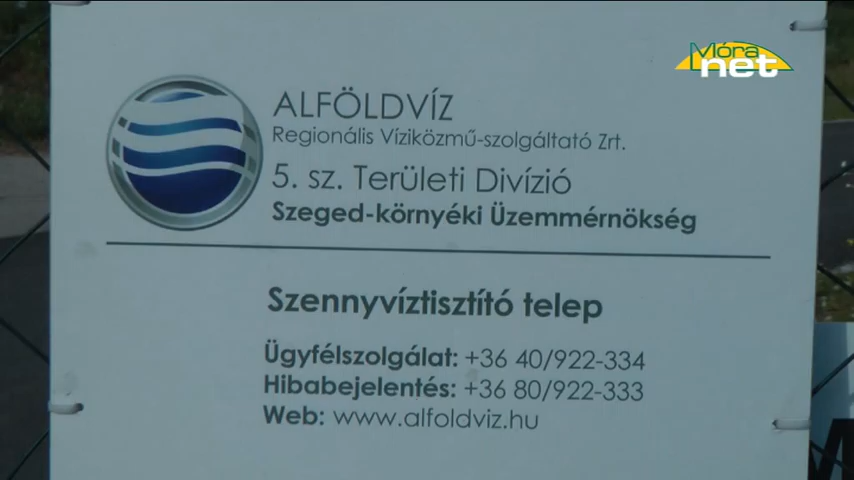 Móra
net
ALFÖLDVÍZ
Regionális Víziközmű-szolgáltató Zrt.
5. sz. Területi Divízió
Szeged-környéki Üzemmérnökség
Szennyvíztisztító telep
Ügyfélszolgálat: +36 40/922-334
Hibabejelentés: +36 80/922-333
Web: www.alfoldviz.hu